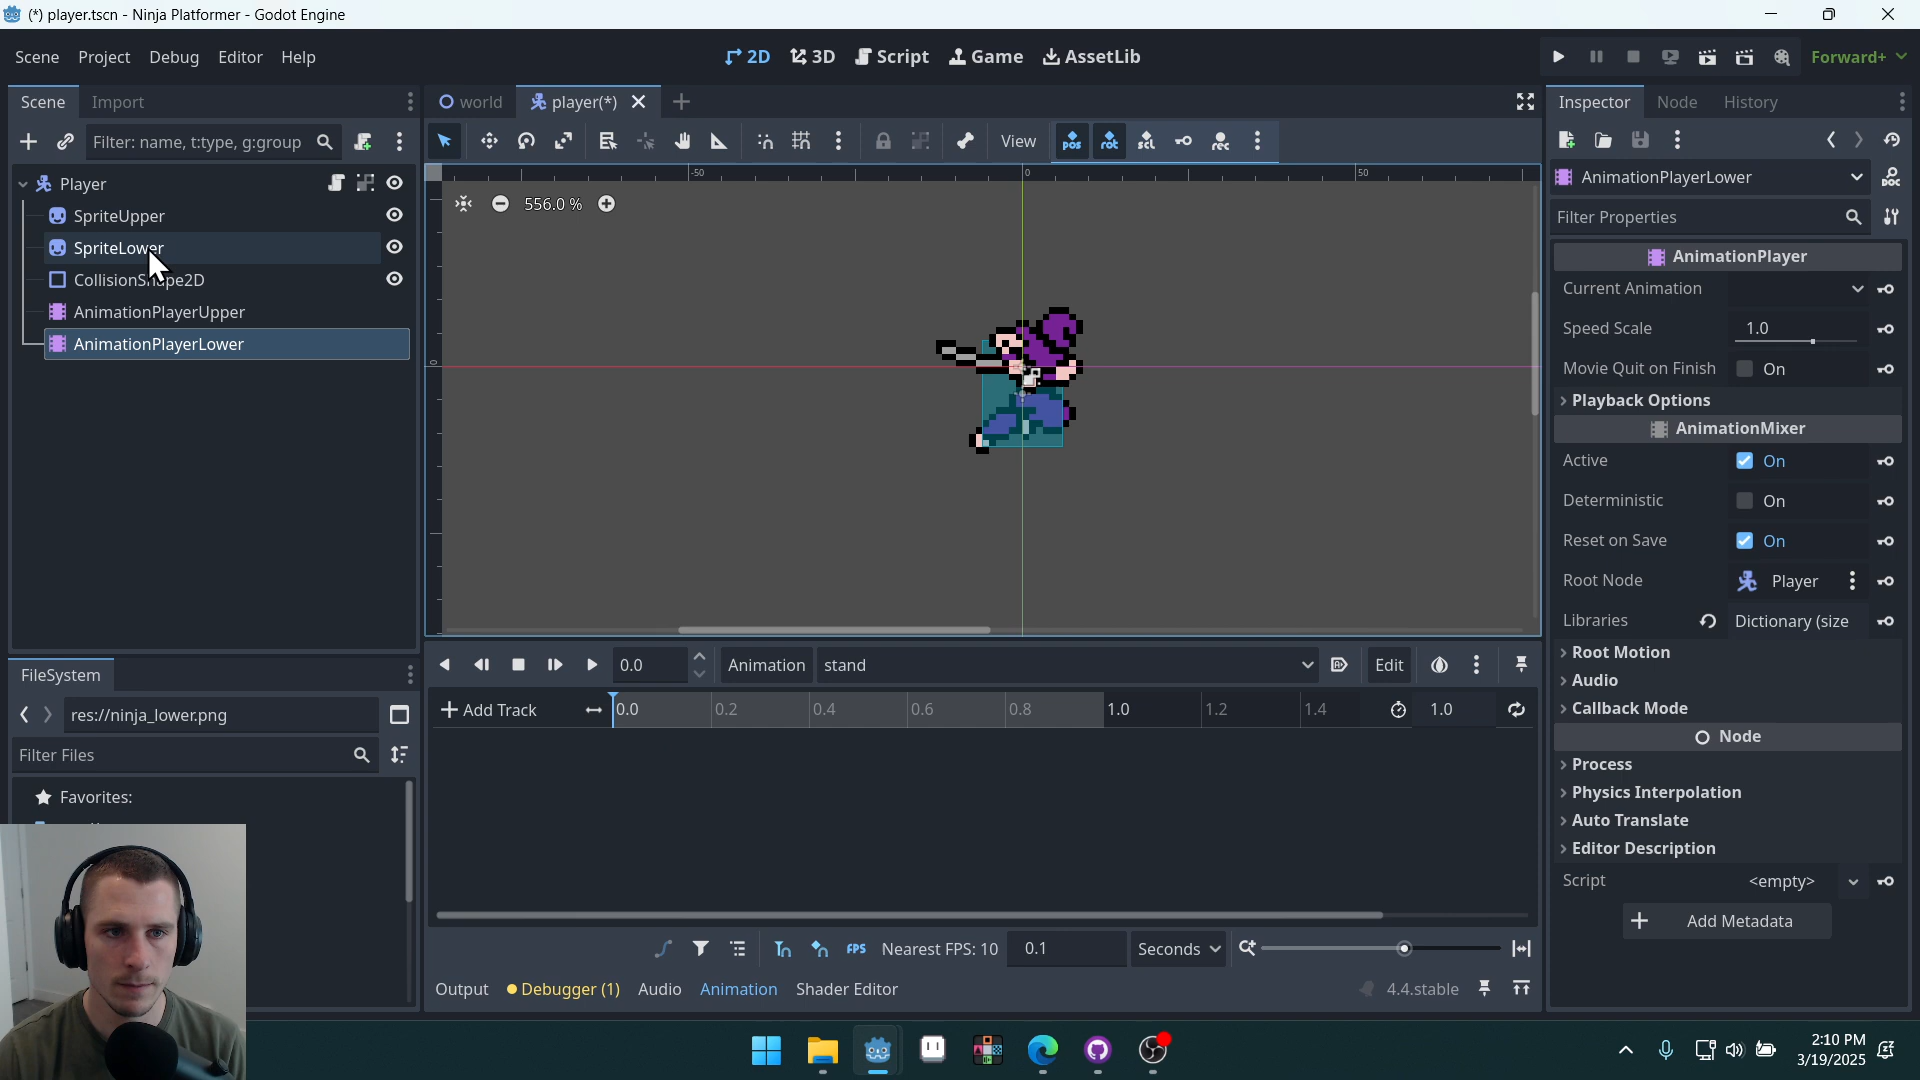 (*) player.tscn - Ninja Platformer - Godot Engine
Scene Project Debug Editor Help
2D 3D Script Game AssetLib
Forward+
Scene Import
world player(*)
Inspector Node History
Filter: name, t:type, g:group
View
Player
SpriteUpper
SpriteLower
AnimationPlayerUpper
AnimationPlayerLower
-50 0 50
0
556.0 %
AnimationPlayerLower
DOC
Filter Properties
AnimationPlayer
Current Animation
Speed Scale 1.0
Movie Quit on Finish On
Playback Options
AnimationMixer
Active On
Deterministic On
Reset on Save On
Root Node Player
Libraries Dictionary (size
Root Motion
Audio
Callback Mode
Node
Process
Physics Interpolation
Auto Translate
Editor Description
Script <empty>
Add Metadata
FileSystem
res://ninja_lower.png
Filter Files
Favorites:
0.0 Animation stand Edit
Add Track 0.0 0.2 0.4 0.6 0.8 1.0 1.2 1.4 1.0
FPS Nearest FPS: 10 0.1 Seconds
Output Debugger (1) Audio Animation Shader Editor 4.4.stable
2:10 PM
3/19/2025